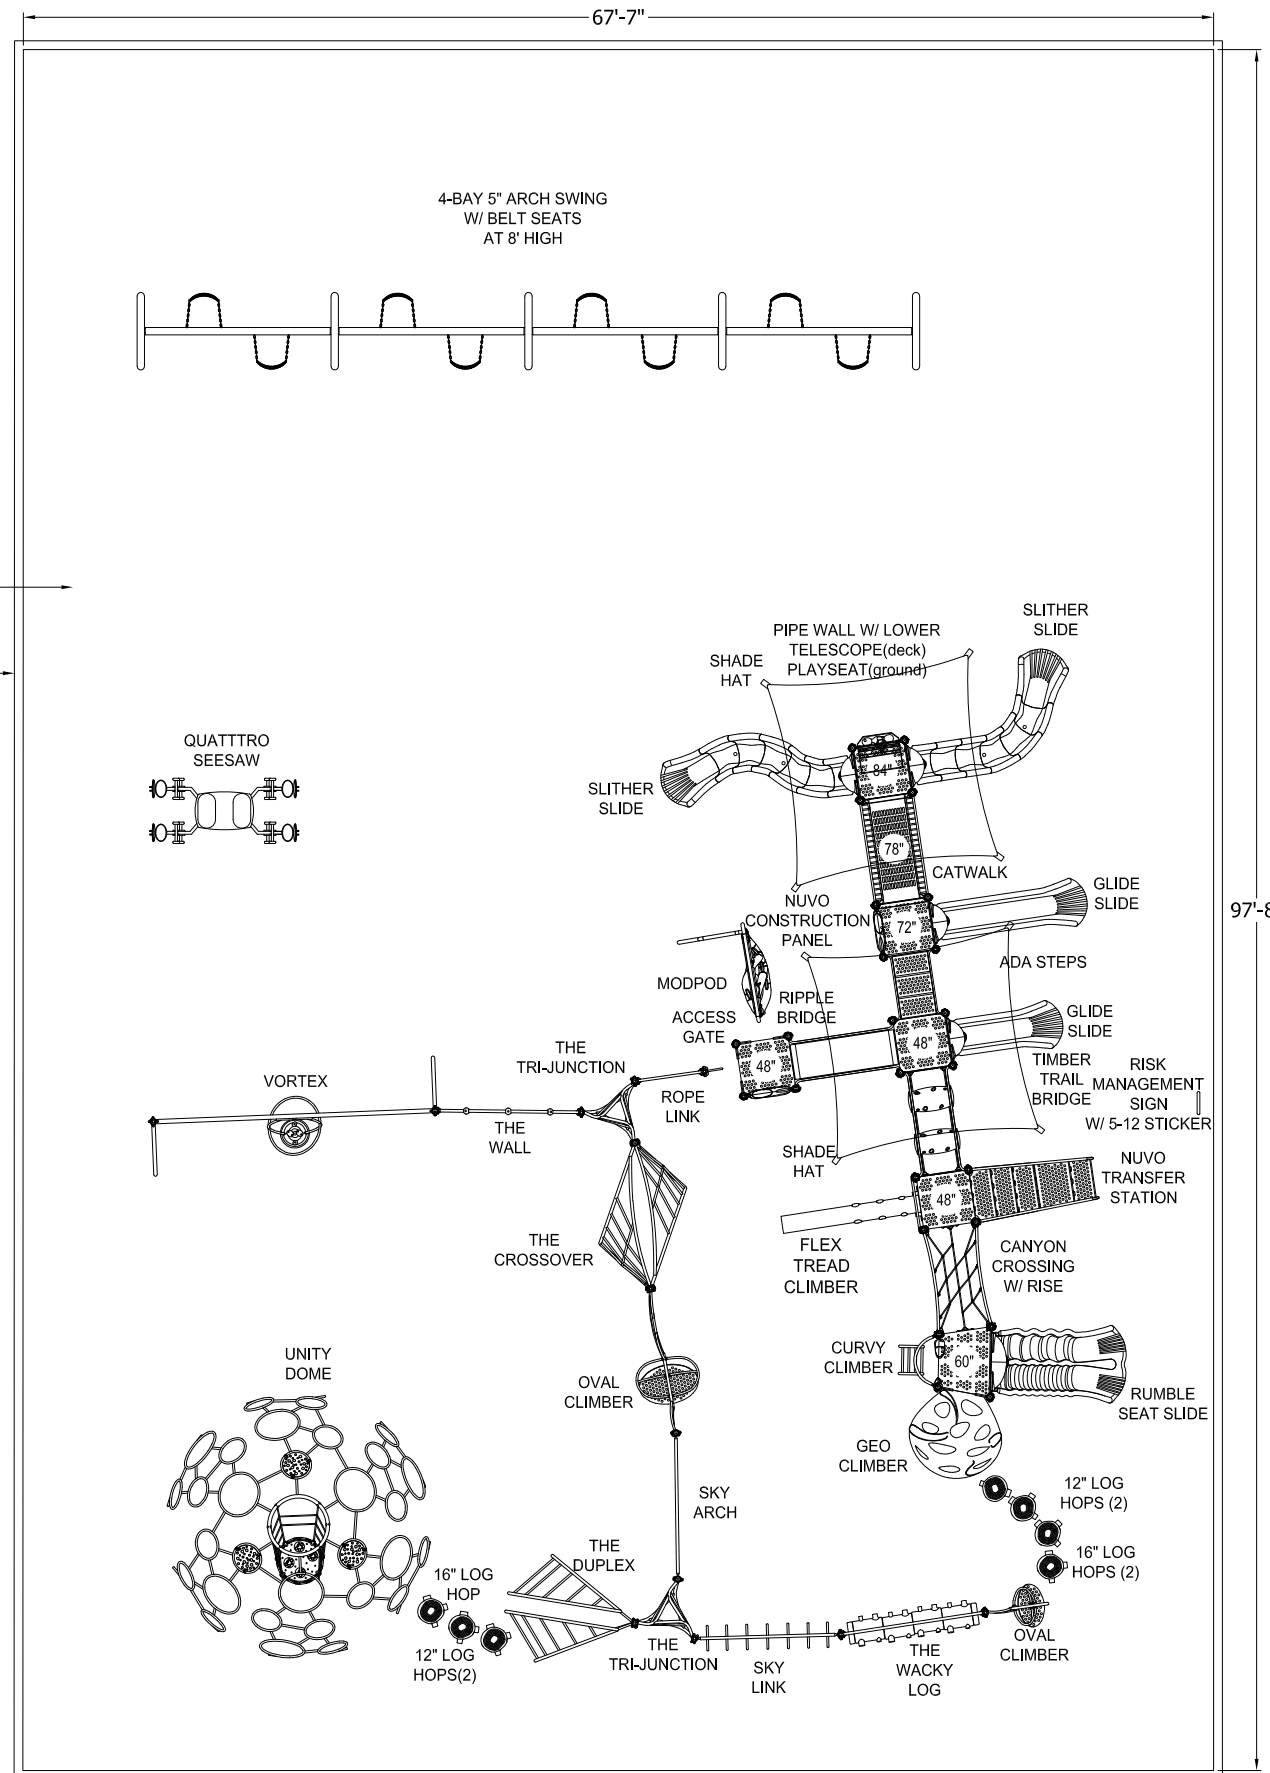 67'-7"
4-BAY 5" ARCH SWING
W/ BELT SEATS
AT 8' HIGH
SLITHER
SLIDE
PIPE WALL W/ LOWER
TELESCOPE(deck)
PLAYSEAT(ground)
SHADE
HAT
QUATTTRO
SEESAW
84"
SLITHER
SLIDE
78"
CATWALK
GLIDE
SLIDE
97'-8
NUVO
CONSTRUCTION
PANEL
72"
ADA STEPS
MODPOD
RIPPLE
BRIDGE
ACCESS
GATE
GLIDE
SLIDE
48"
48"
THE
TRI-JUNCTION
TIMBER
TRAIL
BRIDGE
RISK
MANAGEMENT
SIGN
W/ 5-12 STICKER
VORTEX
ROPE
LINK
THE
WALL
SHADE
HAT
NUVO
TRANSFER
STATION
48"
THE
CROSSOVER
FLEX
TREAD
CLIMBER
CANYON
CROSSING
W/ RISE
UNITY
DOME
CURVY
CLIMBER
60"
OVAL
CLIMBER
RUMBLE
SEAT SLIDE
GEO
CLIMBER
SKY
ARCH
12" LOG
HOPS (2)
THE
DUPLEX
16" LOG
HOPS (2)
16" LOG
HOP
12" LOG
HOPS(2)
THE
TRI-JUNCTION
SKY
LINK
THE
WACKY
LOG
OVAL
CLIMBER